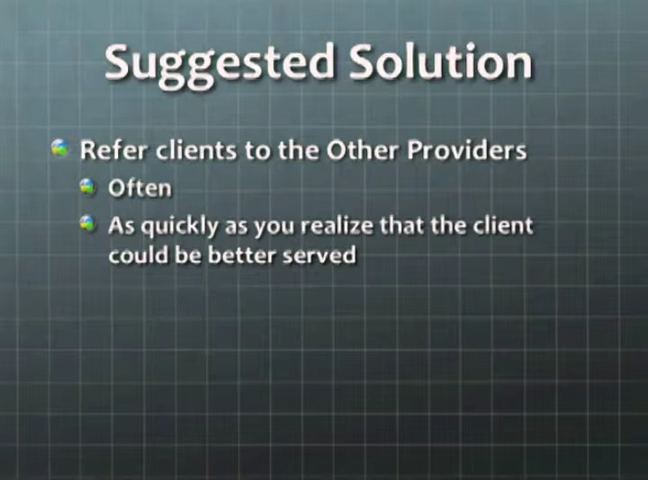 Suggested Solution
Refer clients to the Other Providers
Often
As quickly as you realize that the client
could be better served